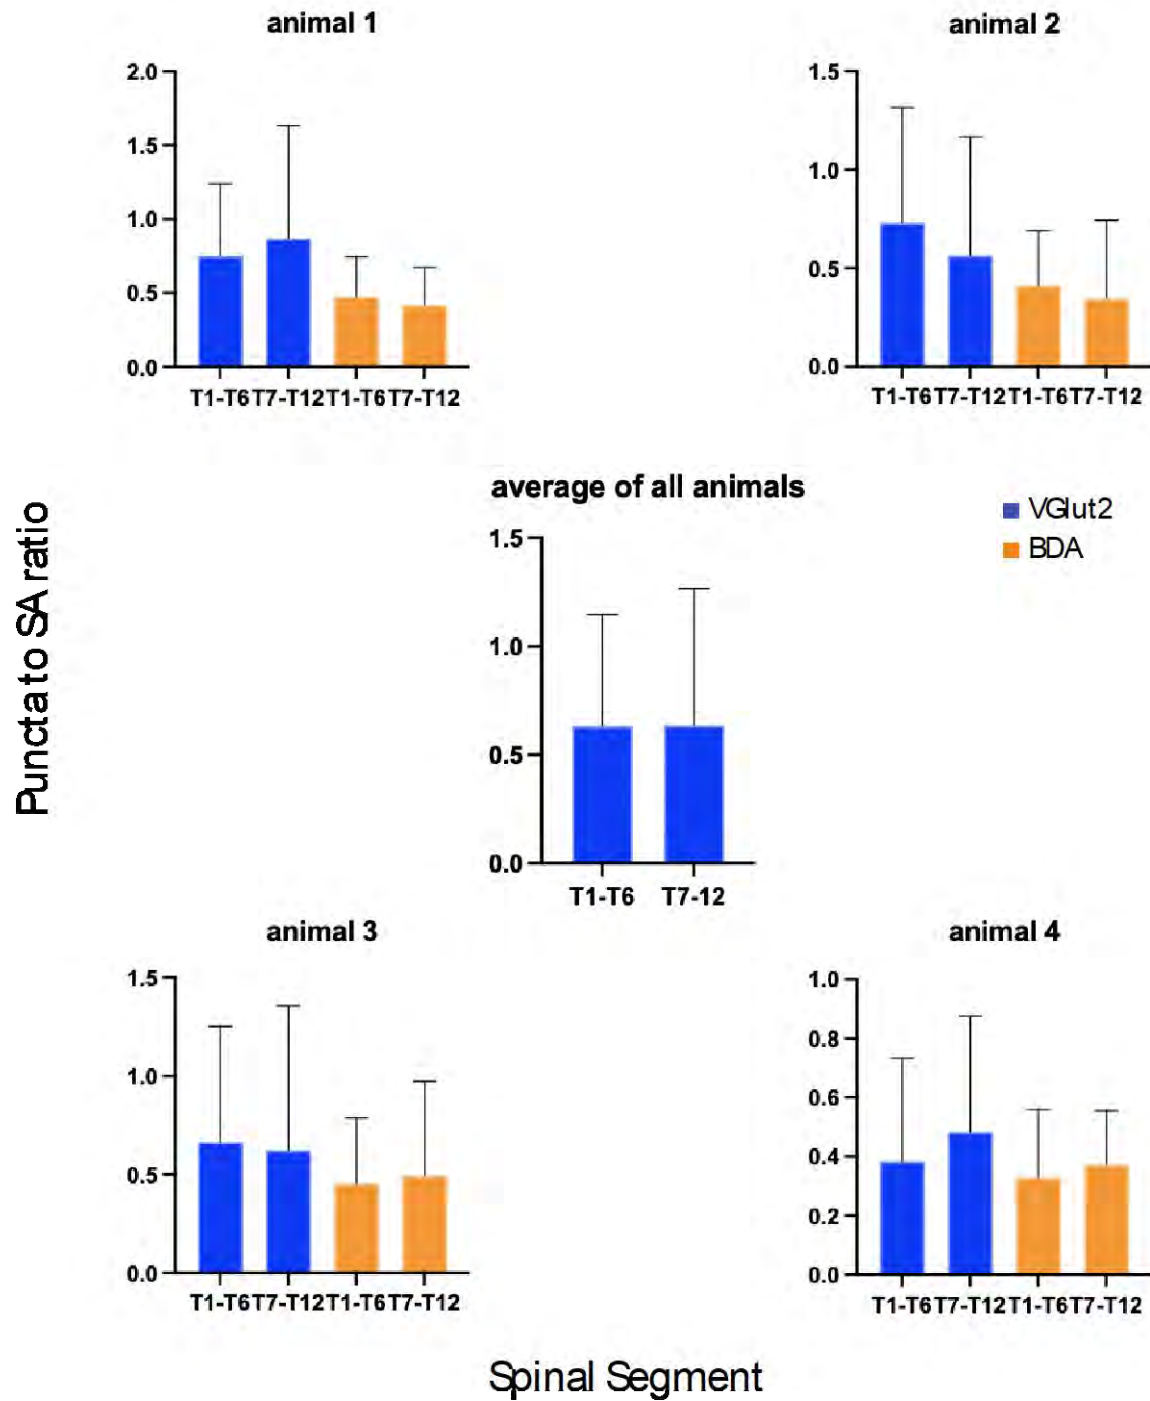 animal 1
2.0
1.5
1.0
0.5
0.0
T1-T6 T7-T12 T1-T6 T7-T12
animal 2
1.5
1.0
0.5
0.0
T1-T6 T7-T12 T1-T6 T7-T12
Puncta to SA ratio
average of all animals
1.5
1.0
0.5
0.0
T1-T6 T7-12
VGlut2
BDA
animal 3
1.5
1.0
0.5
0.0
T1-T6 T7-T12 T1-T6 T7-T12
animal 4
1.0
0.8
0.6
0.4
0.2
0.0
T1-T6 T7-T12 T1-T6 T7-T12
Spinal Segment